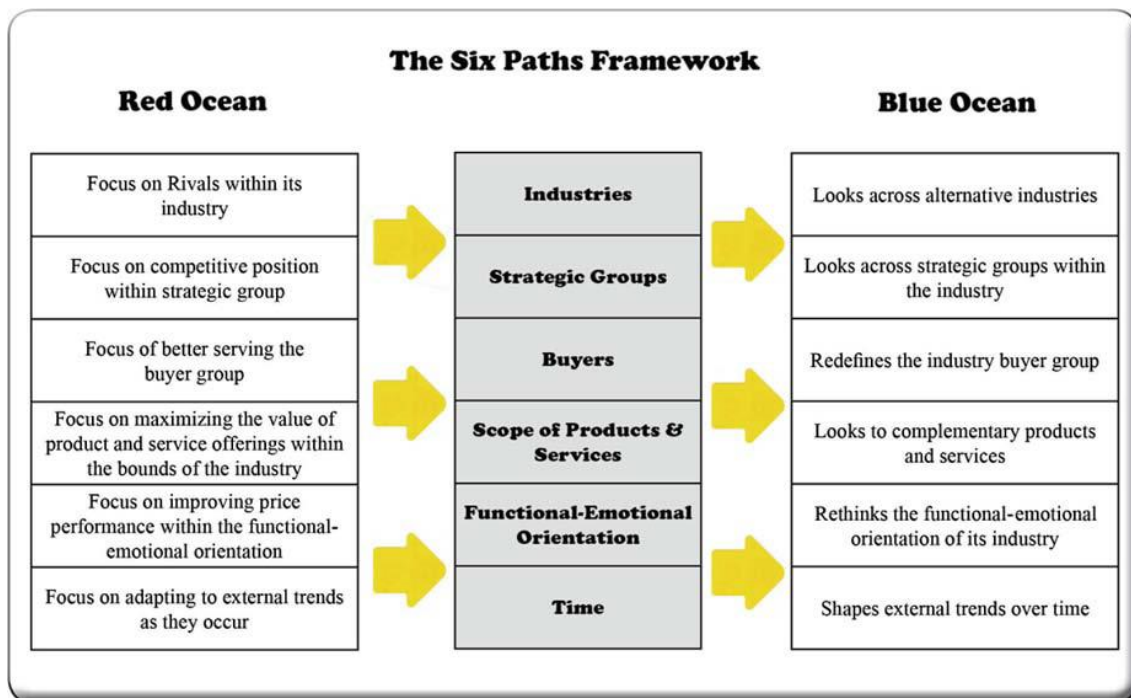 The Six Paths Framework
Red Ocean
Blue Ocean
Focus on Rivals within its
industry
Industries
Looks across alternative industries
Focus on competitive position
within strategic group
Strategic Groups
Looks across strategic groups within
the industry
Focus of better serving the
buyer group
Buyers
Redefines the industry buyer group
Focus on maximizing the value of
product and service offerings within
the bounds of the industry
Scope of Products &
Services
Looks to complementary products
and services
Focus on improving price
performance within the functional-
emotional orientation
Functional-Emotional
Orientation
Rethinks the functional-emotional
orientation of its industry
Focus on adapting to external trends
as they occur
Time
Shapes external trends over time